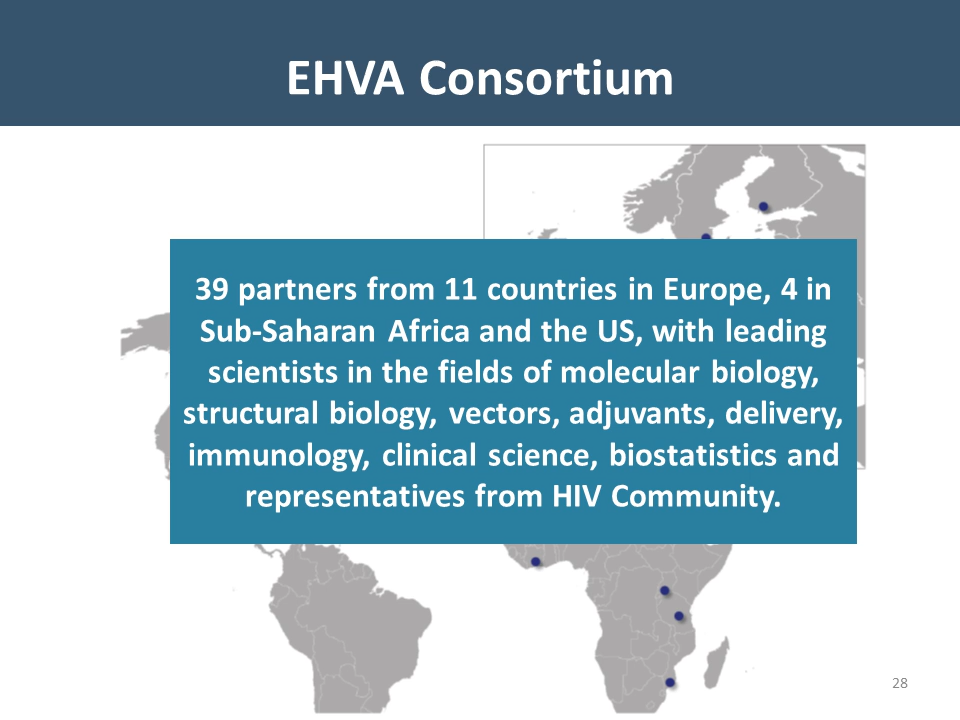 EHVA Consortium
39 partners from 11 countries in Europe, 4 in
Sub-Saharan Africa and the US, with leading
scientists in the fields of molecular biology,
structural biology, vectors, adjuvants, delivery,
immunology, clinical science, biostatistics and
representatives from HIV Community.
28